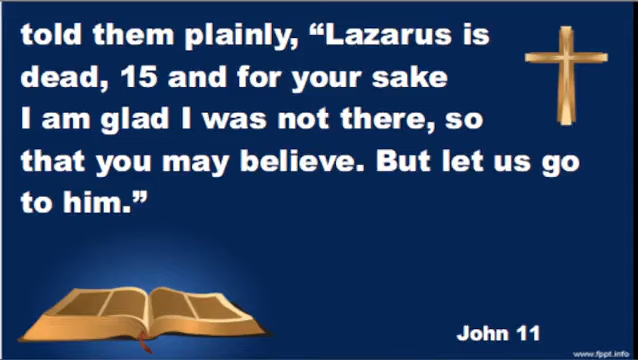 told them plainly, “Lazarus is
dead, 15 and for your sake
I am glad I was not there, so
that you may believe. But let us go
to him.”
John 11
www.fppt.info